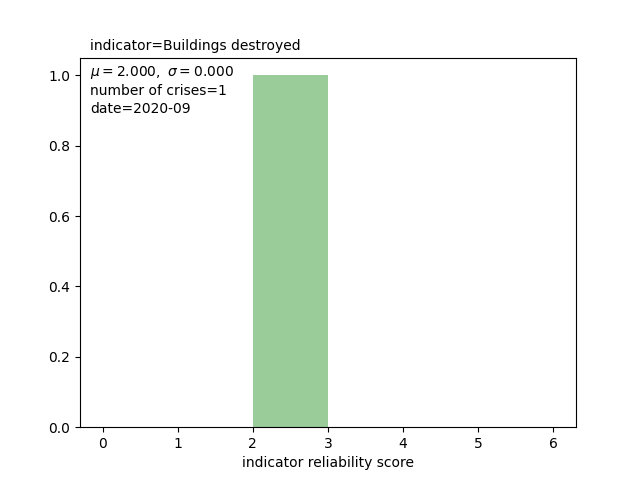 indicator=Buildings destroyed
μ = 2.000, σ = 0.000
number of crises=1
date=2020-09
1.0
0.8
0.6
0.4
0.2
0.0
0 1 2 3 4 5 6
indicator reliability score